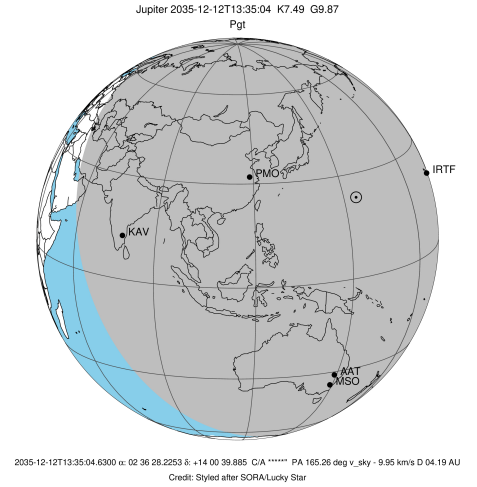 Jupiter 2035-12-12T13:35:04 K7.49 G9.87
Pgt
IRTF
PMO
KAV
AAT
MSO
2035-12-12T13:35:04.6300 α: 02 36 28.2253 δ: +14 00 39.885 C/A *****" PA 165.26 deg v_sky - 9.95 km/s D 04.19 AU
Credit: Styled after SORA/Lucky Star